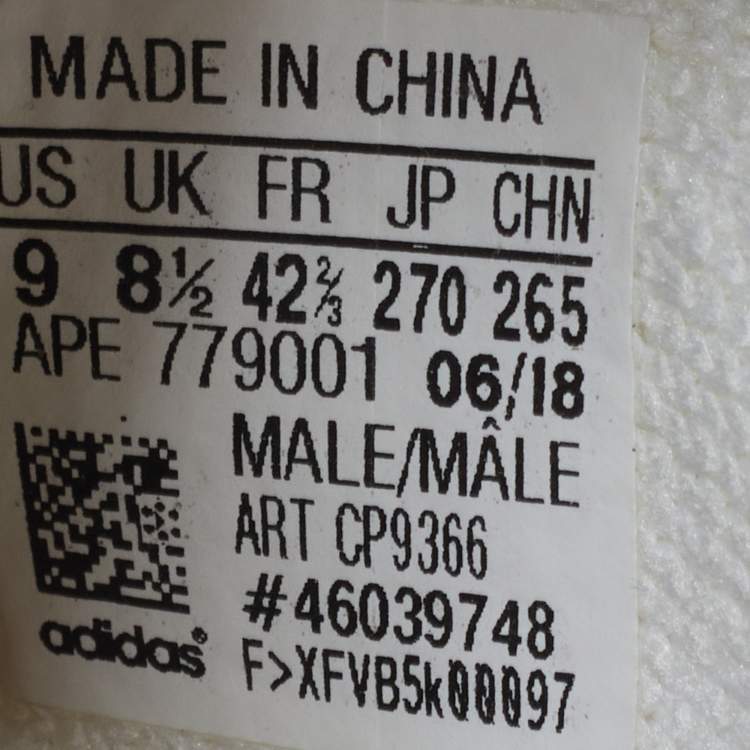 MADE IN CHINA
US UK FR JP CHN
9 8½ 42⅔ 270 265
APE 779001 06/18
MALE/MÂLE
ART CP9366
#46039748
adidas®
F>XFVB5k00097